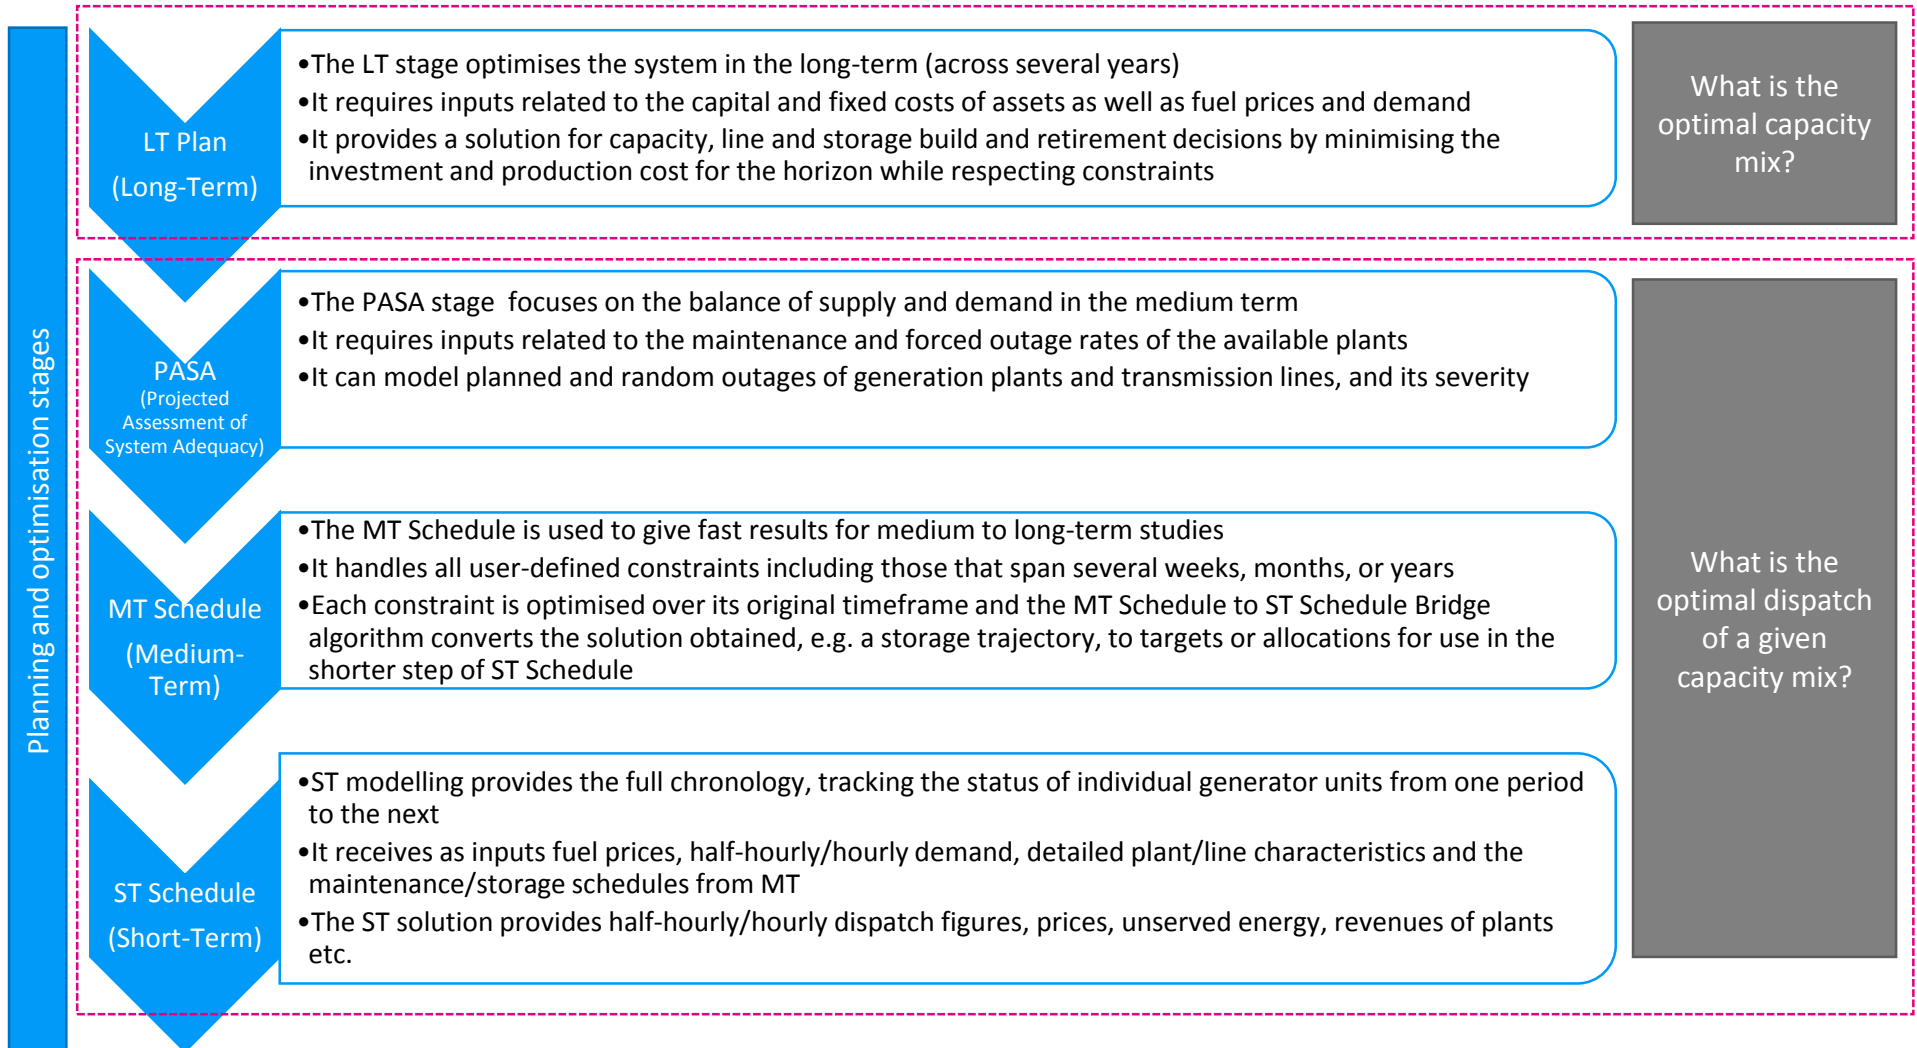 Planning and optimisation stages
LT Plan
(Long-Term)
•The LT stage optimises the system in the long-term (across several years)
•It requires inputs related to the capital and fixed costs of assets as well as fuel prices and demand
•It provides a solution for capacity, line and storage build and retirement decisions by minimising the
investment and production cost for the horizon while respecting constraints
What is the
optimal capacity
mix?
PASA
(Projected
Assessment of
System Adequacy)
•The PASA stage  focuses on the balance of supply and demand in the medium term
•It requires inputs related to the maintenance and forced outage rates of the available plants
•It can model planned and random outages of generation plants and transmission lines, and its severity
MT Schedule
(Medium-
Term)
•The MT Schedule is used to give fast results for medium to long-term studies
•It handles all user-defined constraints including those that span several weeks, months, or years
•Each constraint is optimised over its original timeframe and the MT Schedule to ST Schedule Bridge
algorithm converts the solution obtained, e.g. a storage trajectory, to targets or allocations for use in the
shorter step of ST Schedule
What is the
optimal dispatch
of a given
capacity mix?
ST Schedule
(Short-Term)
•ST modelling provides the full chronology, tracking the status of individual generator units from one period
to the next
•It receives as inputs fuel prices, half-hourly/hourly demand, detailed plant/line characteristics and the
maintenance/storage schedules from MT
•The ST solution provides half-hourly/hourly dispatch figures, prices, unserved energy, revenues of plants
etc.